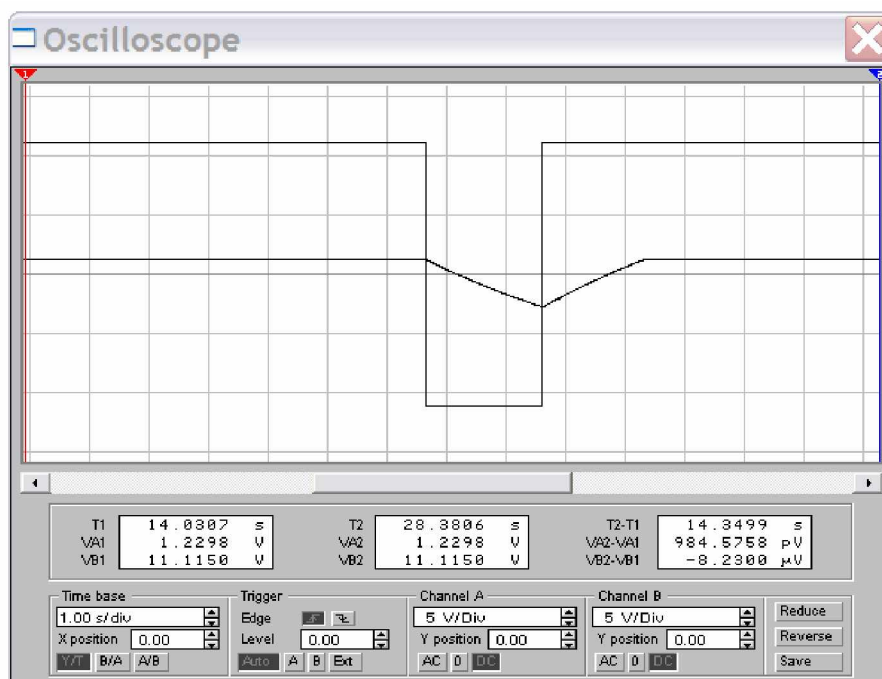 Oscilloscope
1 2
T1 14.0307 s T2 28.3806 s T2-T1 14.3499 s
VA1 1.2298 V VA2 1.2298 V VA2-VA1 984.5758 pV
VB1 11.1150 V VB2 11.1150 V VB2-VB1 -8.2300 µV
Time base Trigger Channel A Channel B
1.00 s/div Edge 5 V/Div 5 V/Div Reduce
X position 0.00 Level 0.00 Y position 0.00 Y position 0.00 Reverse
Y/T B/A A/B Auto A B Ext AC 0 DC AC 0 DC Save